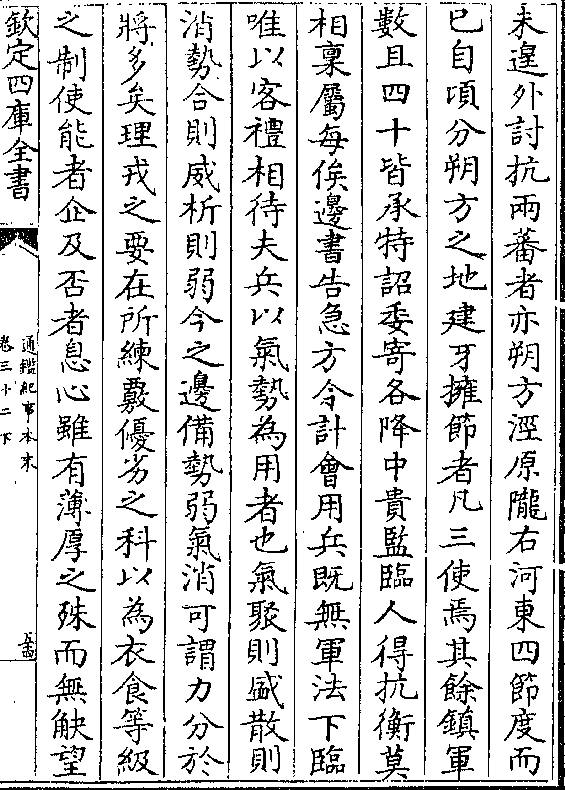 未遑外討抗兩蕃者亦朔方涇原隴右河東四節度而
已自頃分朔方之地建牙擁節者凡三使焉其餘鎮軍
數且四十皆承特詔委寄各降中貴監臨人得抗衡莫
相稟屬每俟邊書告急方令計會用兵既無軍法下臨
唯以客禮相待夫兵以氣勢為用者也氣聚則盛散則
消勢合則威析則弱今之邊備勢弱氣消可謂力分於
將多矣理戎之要在所練覈優劣之科以為衣食等級
之制使能者企及否者息心雖有薄厚之殊而無觖望
欽定四庫全書
通鑑紀事本末
卷三十二下